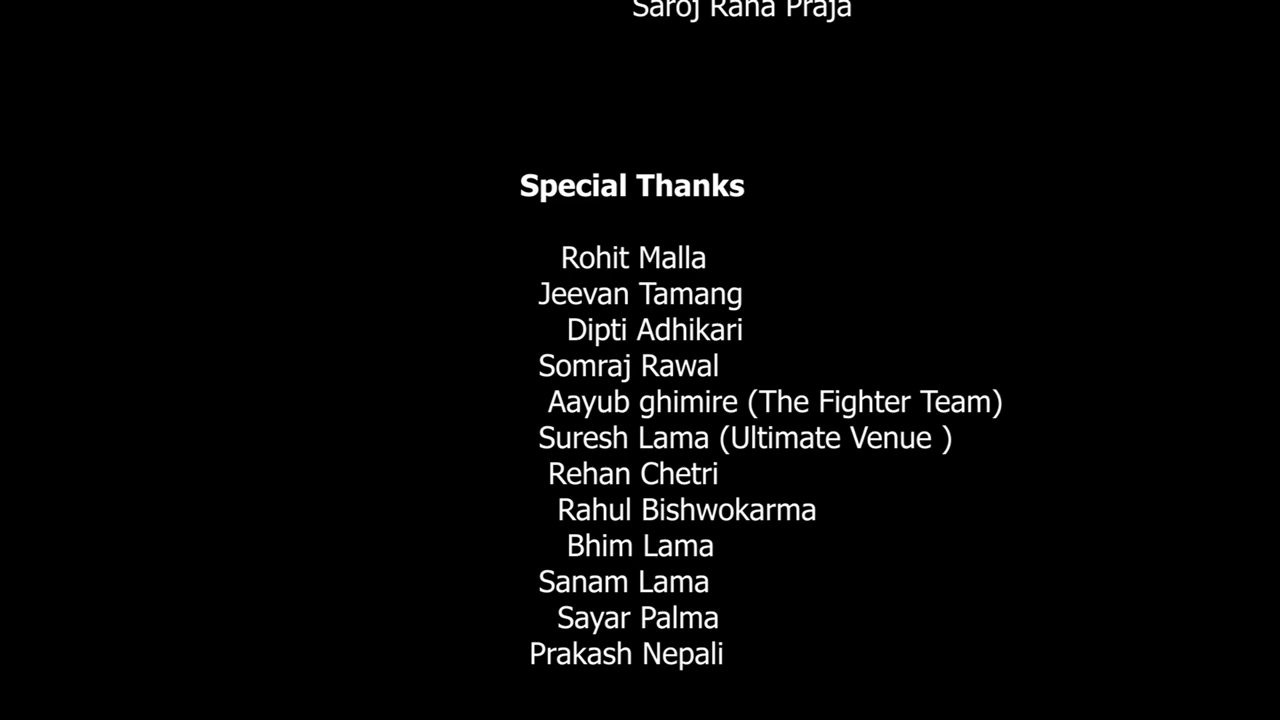 Saroj Rana Praja
Special Thanks
Rohit Malla
Jeevan Tamang
Dipti Adhikari
Somraj Rawal
Aayub ghimire (The Fighter Team)
Suresh Lama (Ultimate Venue )
Rehan Chetri
Rahul Bishwokarma
Bhim Lama
Sanam Lama
Sayar Palma
Prakash Nepali